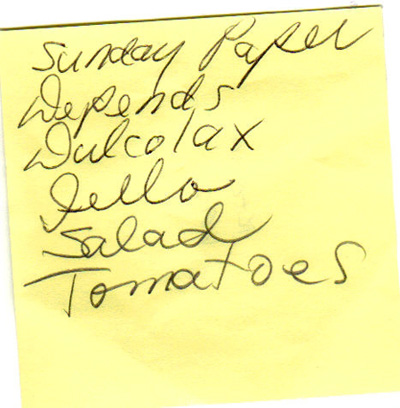 Sunday Paper
Depends
Dulcolax
Jello
Salad
Tomatoes